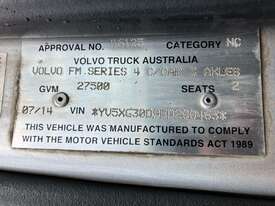 APPROVAL NO. CATEGORY NC
VOLVO TRUCK AUSTRALIA
VOLVO FM SERIES 4 AXLES
GVM 27500 SEATS 2
07/14 VIN
THIS VEHICLE WAS MANUFACTURED TO COMPLY
WITH THE MOTOR VEHICLE STANDARDS ACT 1989